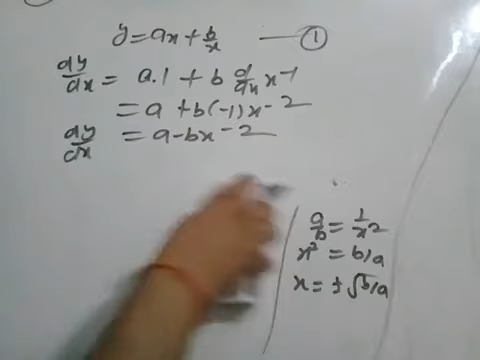 y = ax + b/x —— ①
dy/dx = a.1 + b d/dx x-1
= a + b(-1)x-2
dy/dx = a-bx-2
a/b = 1/x2
x² = b/a
x = ± √b/a